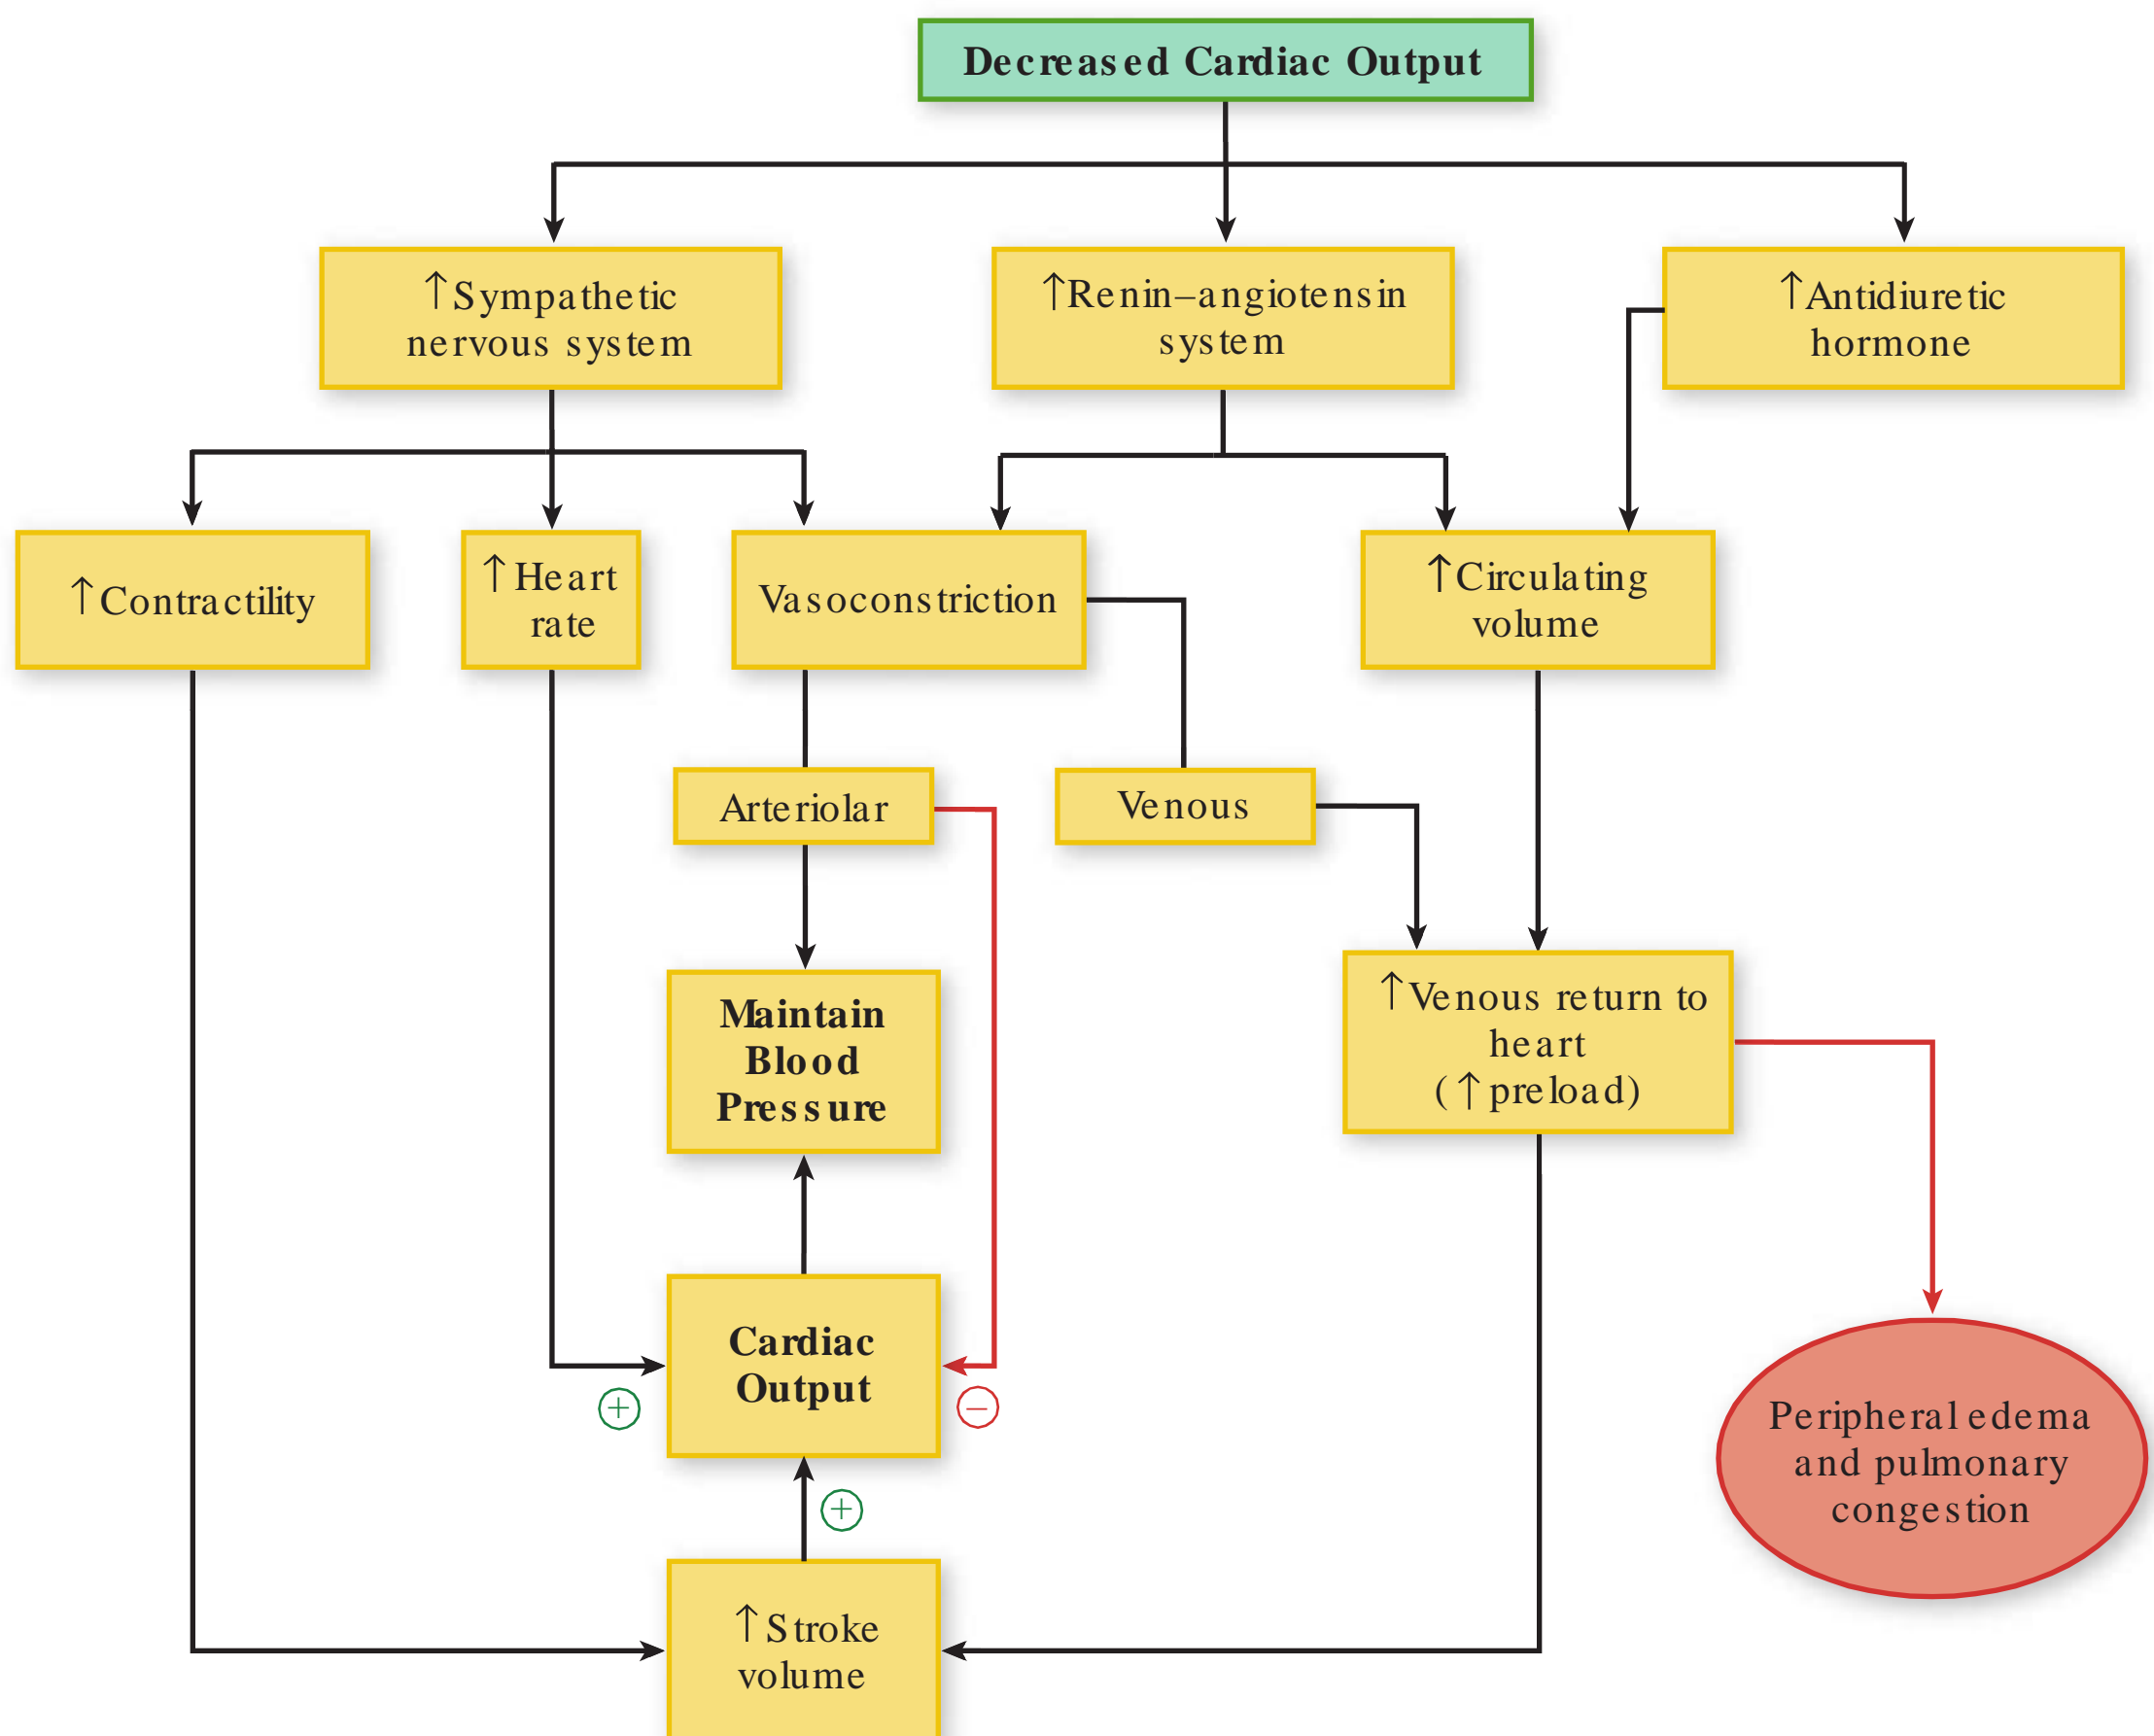 Decreased Cardiac Output
↑Sympathetic
nervous system
↑Renin–angiotensin
system
↑Antidiuretic
hormone
↑Contractility
↑Heart
rate
Vasoconstriction
↑Circulating
volume
Arteriolar
Venous
Maintain
Blood
Pressure
↑Venous return to
heart
(↑preload)
Cardiac
Output
+
−
Peripheral edema
and pulmonary
congestion
+
↑Stroke
volume